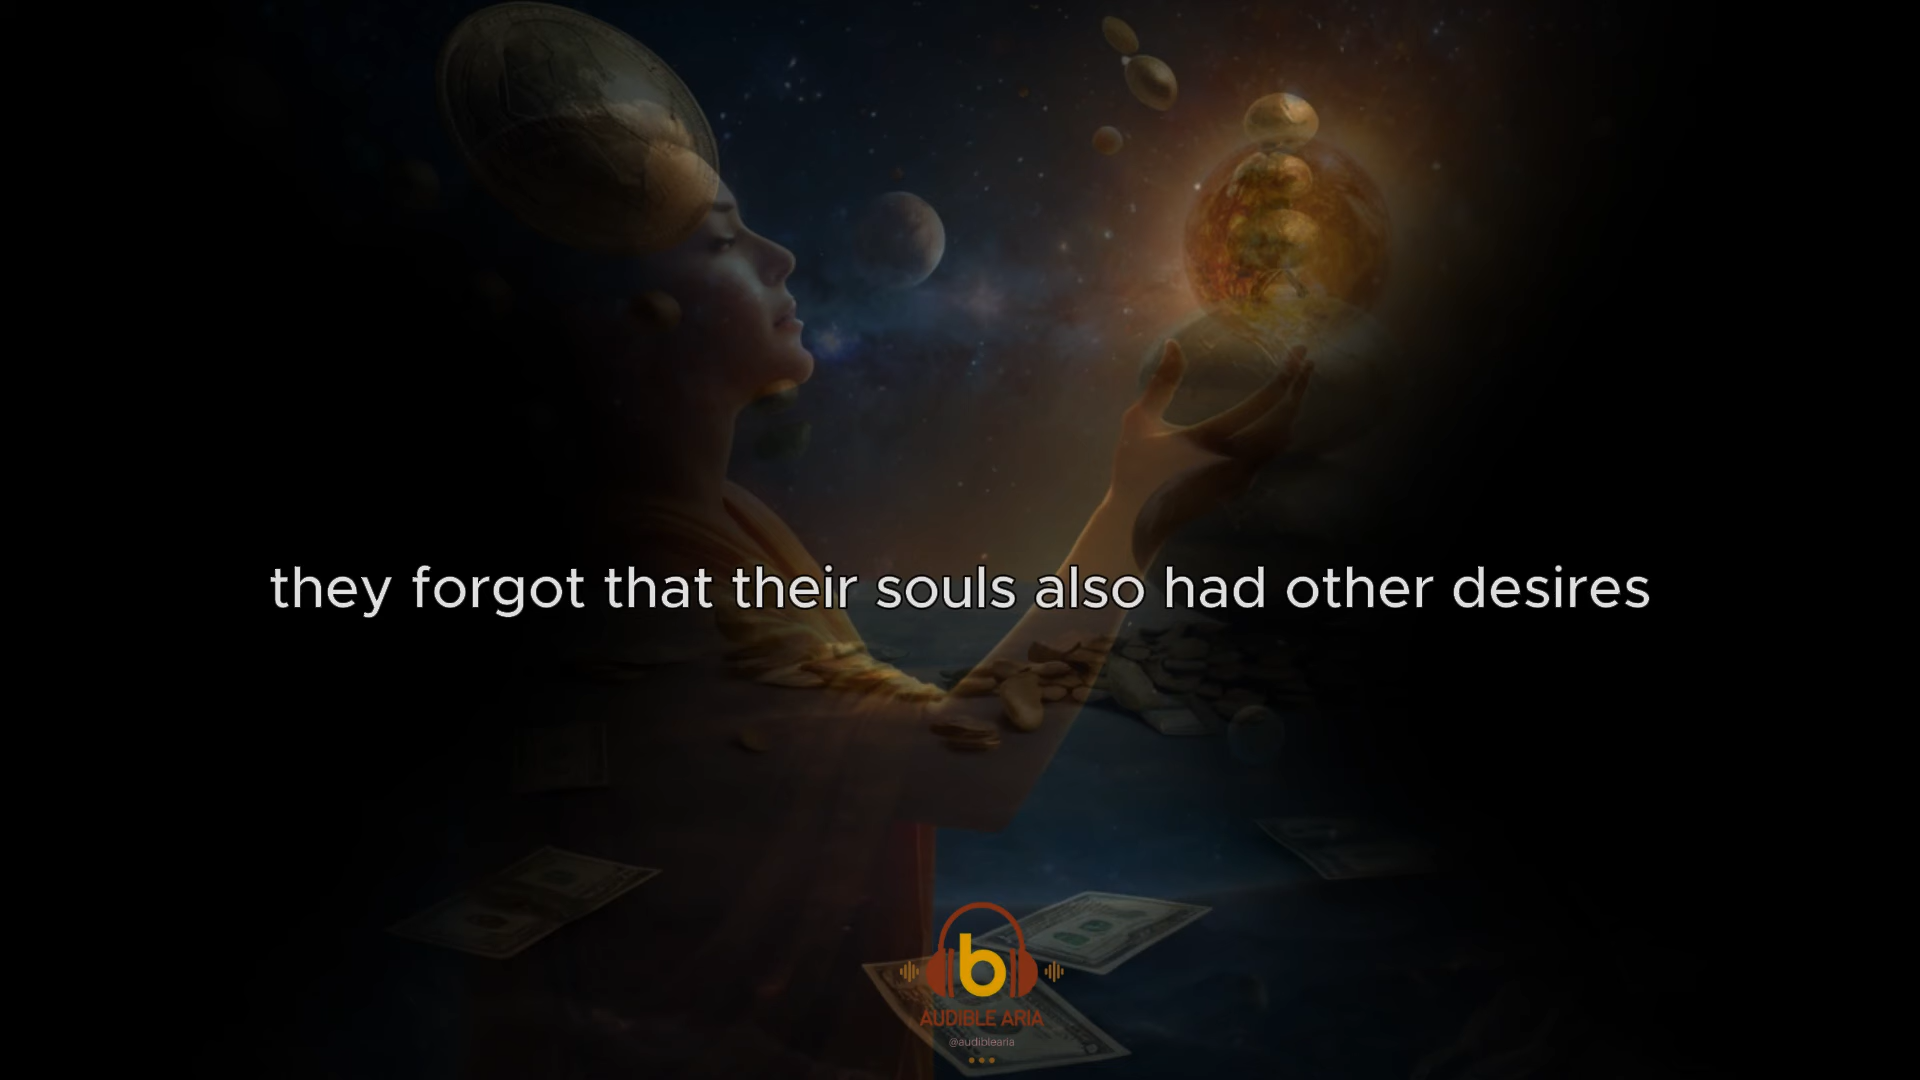 they forgot that their souls also had other desires
b
AUDIBLE ARIA
@audiblearia